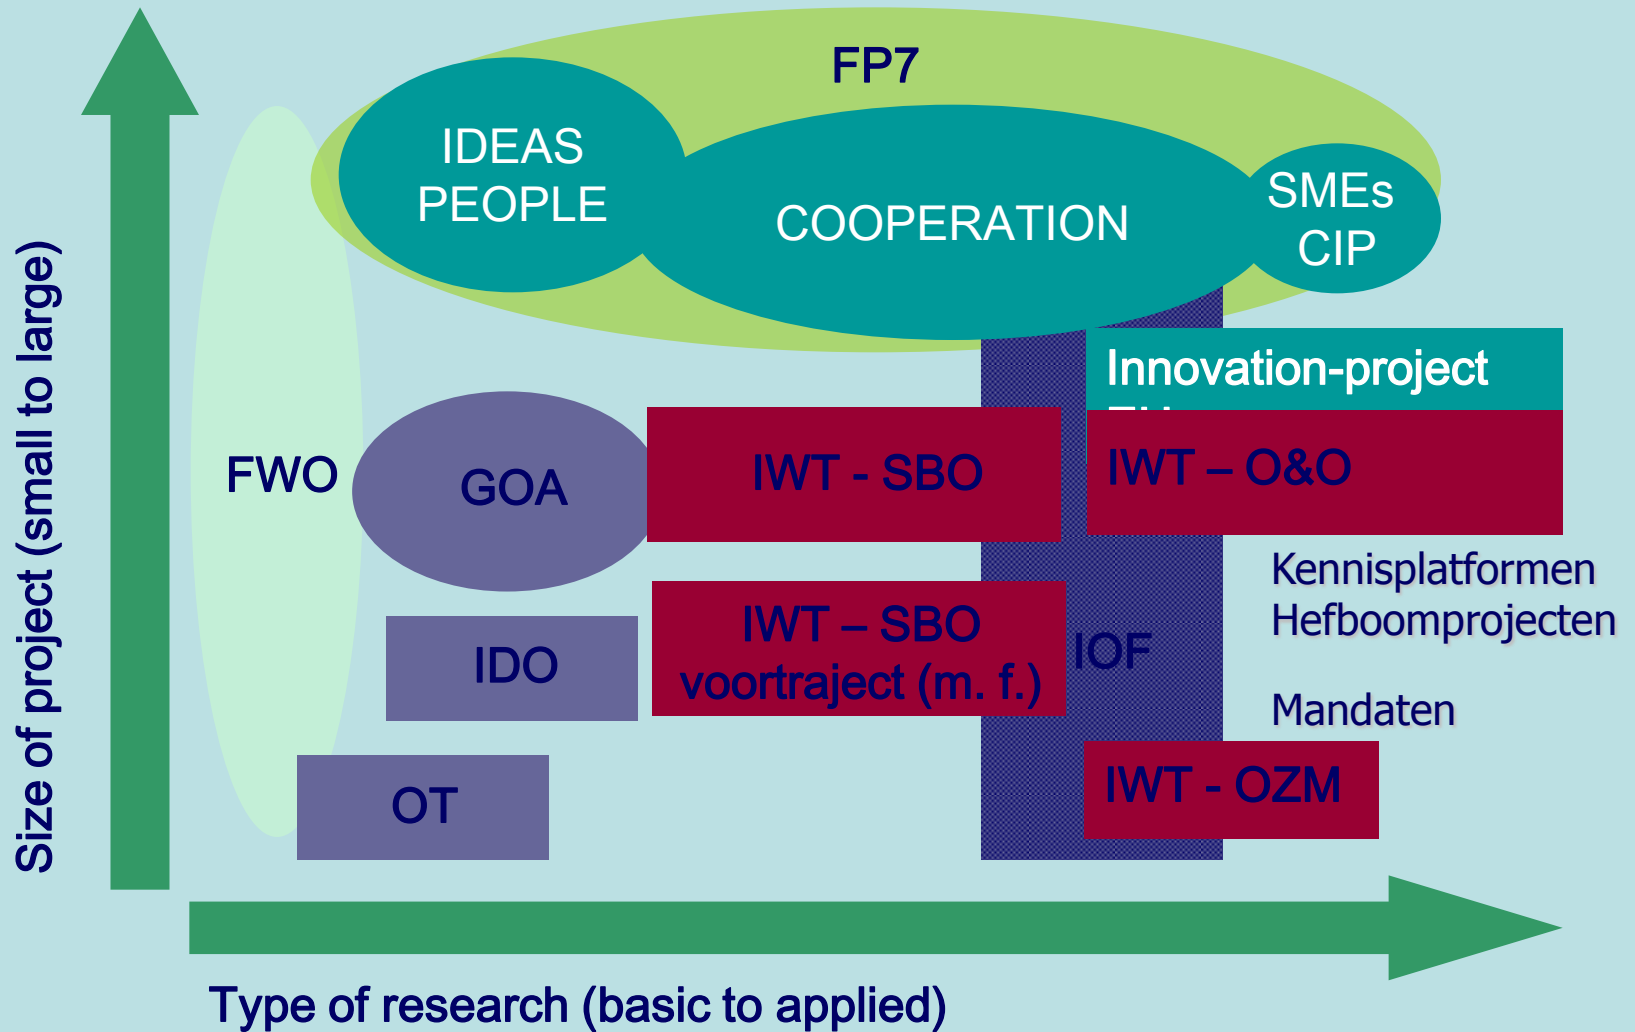 FP7
IDEAS
PEOPLE
COOPERATION
SMEs
CIP
Innovation-project
FWO
GOA
IWT - SBO
IWT – O&O
Kennisplatformen
Hefboomprojecten
IDO
IWT – SBO
voortraject (m. f.)
IOF
Mandaten
OT
IWT - OZM
Size of project (small to large)
Type of research (basic to applied)